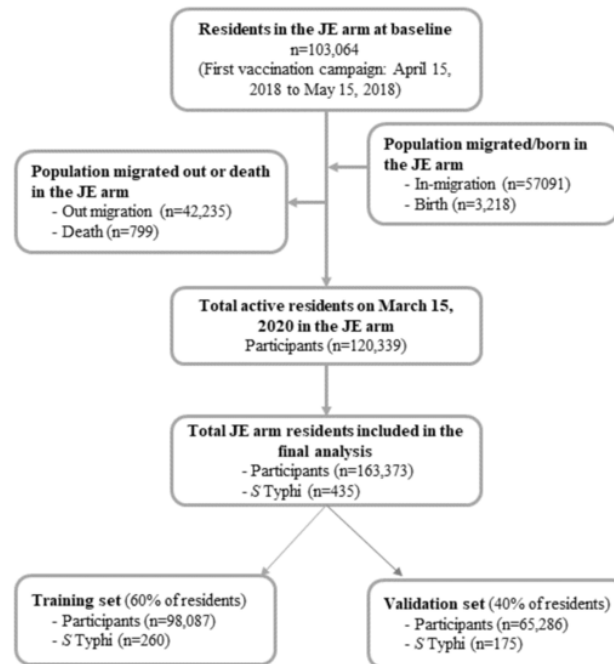 Residents in the JE arm at baseline
n=103,064
(First vaccination campaign: April 15,
2018 to May 15, 2018)
Population migrated/born in
the JE arm
- In-migration (n=57091)
- Birth (n=3,218)
Population migrated out or death
in the JE arm
- Out migration (n=42,235)
- Death (n=799)
Total active residents on March 15,
2020 in the JE arm
Participants (n=120,339)
Total JE arm residents included in the
final analysis
- Participants (n=163,373)
- S Typhi (n=435)
Training set (60% of residents)
- Participants (n=98,087)
- S Typhi (n=260)
Validation set (40% of residents)
- Participants (n=65,286)
- S Typhi (n=175)